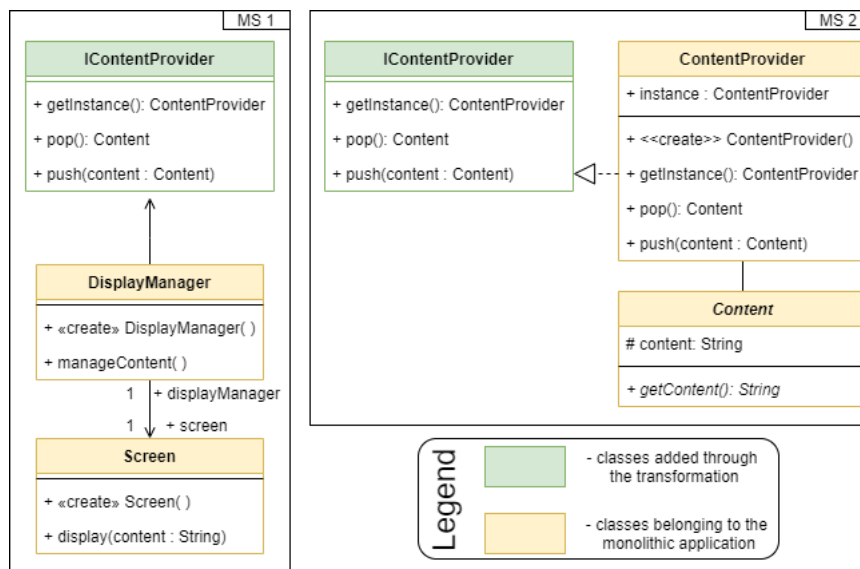 MS 1
IContentProvider
+ getInstance(): ContentProvider
+ pop(): Content
+ push(content : Content)
DisplayManager
+ «create» DisplayManager( )
+ manageContent( )
1 + displayManager
1 + screen
Screen
+ «create» Screen( )
+ display(content : String)
MS 2
IContentProvider
+ getInstance(): ContentProvider
+ pop(): Content
+ push(content : Content)
ContentProvider
+ instance : ContentProvider
+ <<create>> ContentProvider()
+ getInstance(): ContentProvider
+ pop(): Content
+ push(content : Content)
Content
# content: String
+ getContent(): String
Legend
- classes added through
the transformation
- classes belonging to the
monolithic application